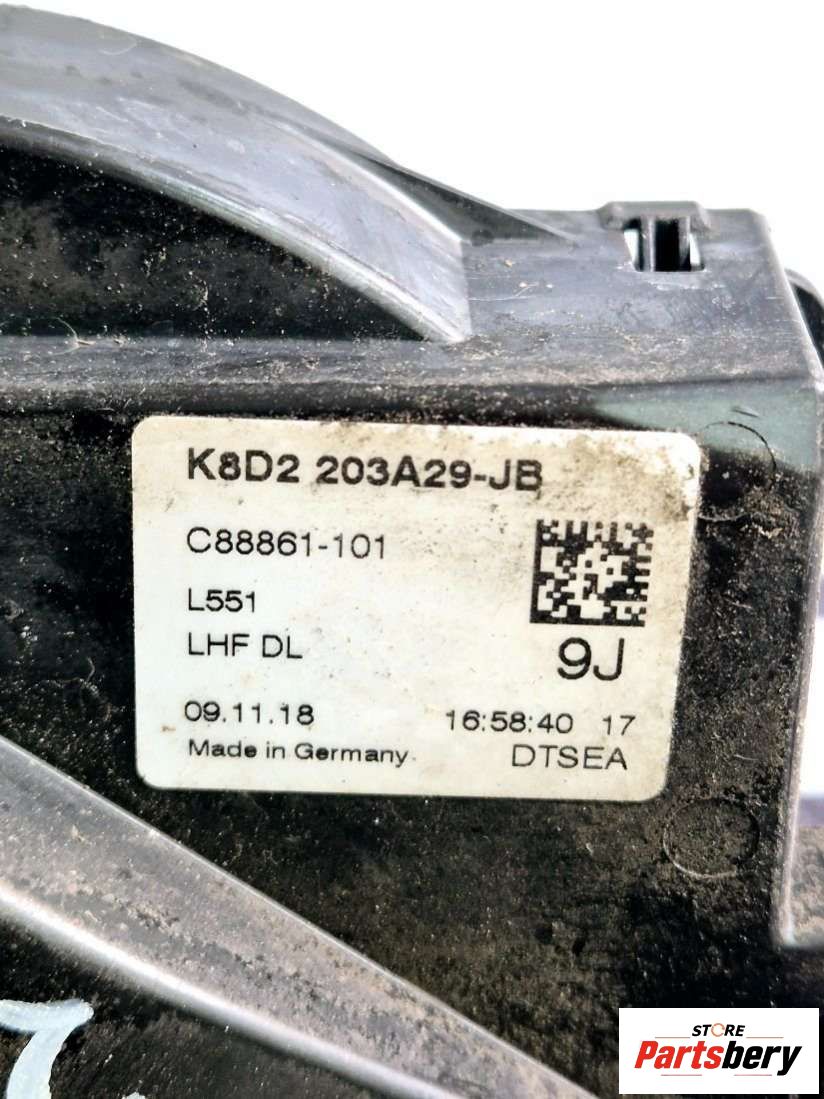 K8D2 203A29-JB
C88861-101
L551
LHF DL
9J
09.11.18 16:58:40 17
Made in Germany DTSEA
STORE
Partsbery